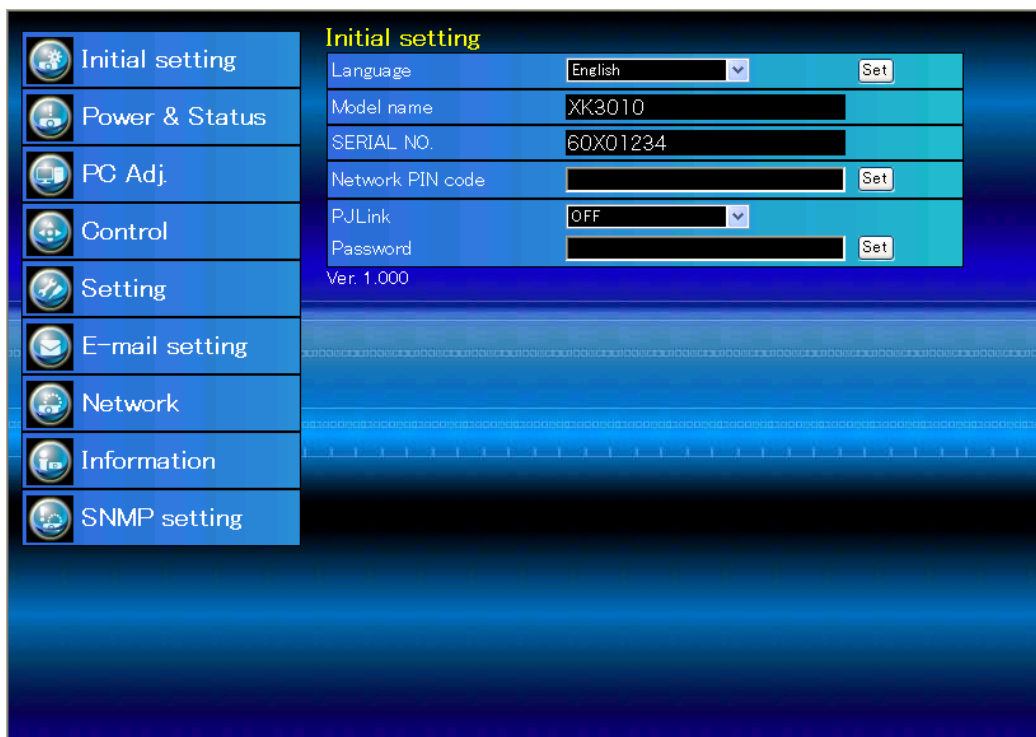 Initial setting
Power & Status
PC Adj.
Control
Setting
E-mail setting
Network
Information
SNMP setting
Initial setting
Language English Set
Model name XK3010
SERIAL NO. 60X01234
Network PIN code Set
PJLink OFF
Password Set
Ver. 1.000